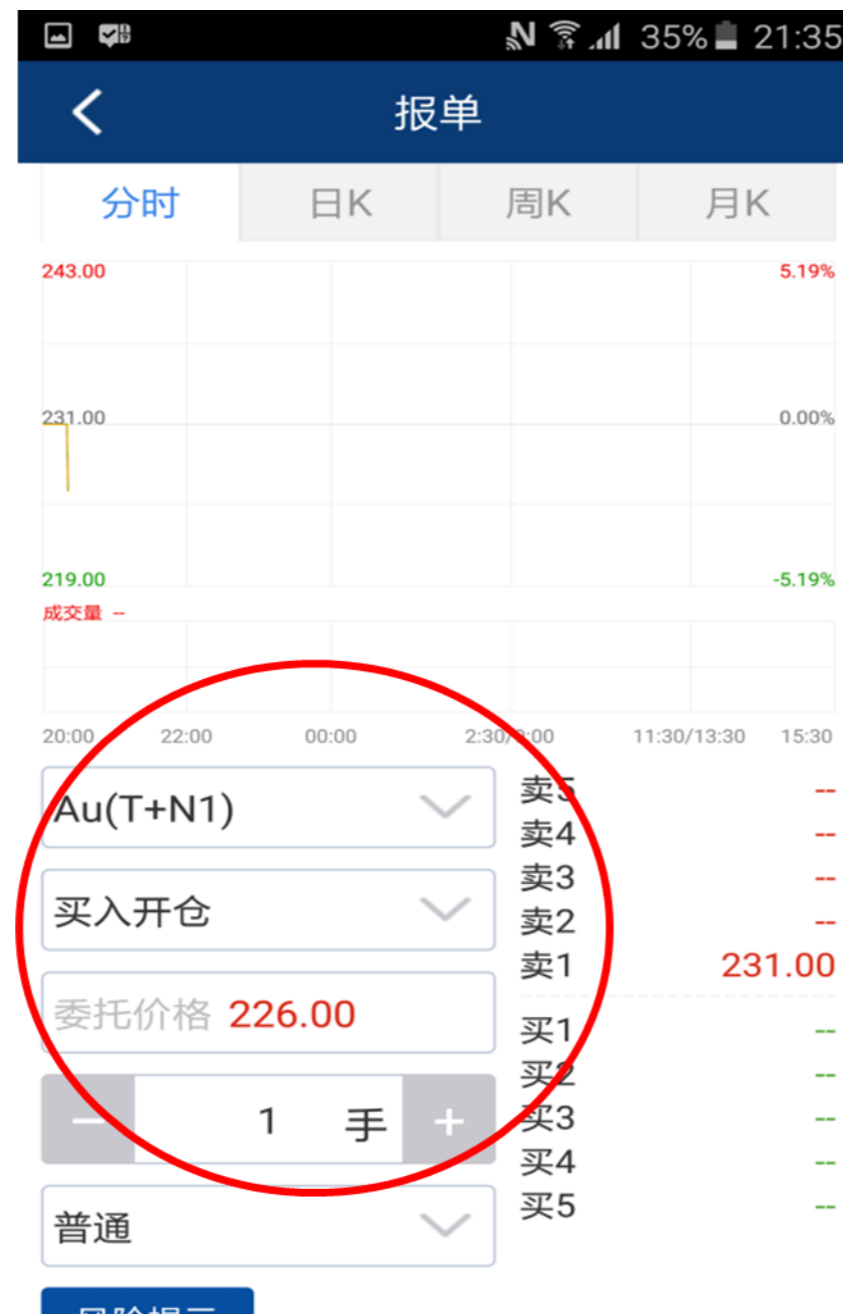 35% 21:35
报单
分时 日K 周K 月K
243.00 5.19%
231.00 0.00%
219.00 -5.19%
成交量 --
20:00 22:00 00:00 2:30/9:00 11:30/13:30 15:30
Au(T+N1)
买入开仓
委托价格 226.00
− 1 手 +
普通
卖5 --
卖4 --
卖3 --
卖2 --
卖1 231.00
买1 --
买2 --
买3 --
买4 --
买5 --
风险提示